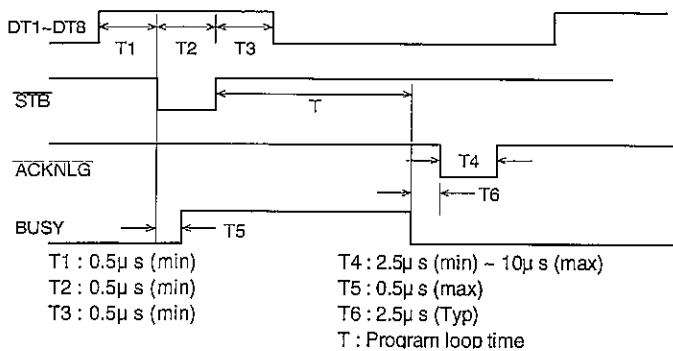 DT1~DT8
T1
T2
T3
STB
T
ACKNLG
T4
T6
BUSY
T5
T1 : 0.5μ s (min)
T2 : 0.5μ s (min)
T3 : 0.5μ s (min)
T4 : 2.5μ s (min) ~ 10μ s (max)
T5 : 0.5μ s (max)
T6 : 2.5μ s (Typ)
T : Program loop time